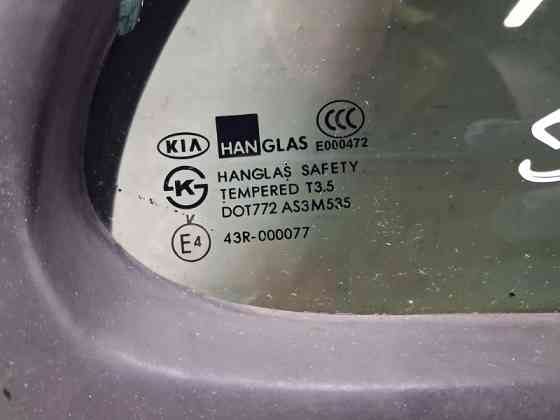 CCC
KIA HANGLAS E000472
HANGLAS SAFETY
TEMPERED T3.5
DOT772 AS3M535
V
E4 43R-000077